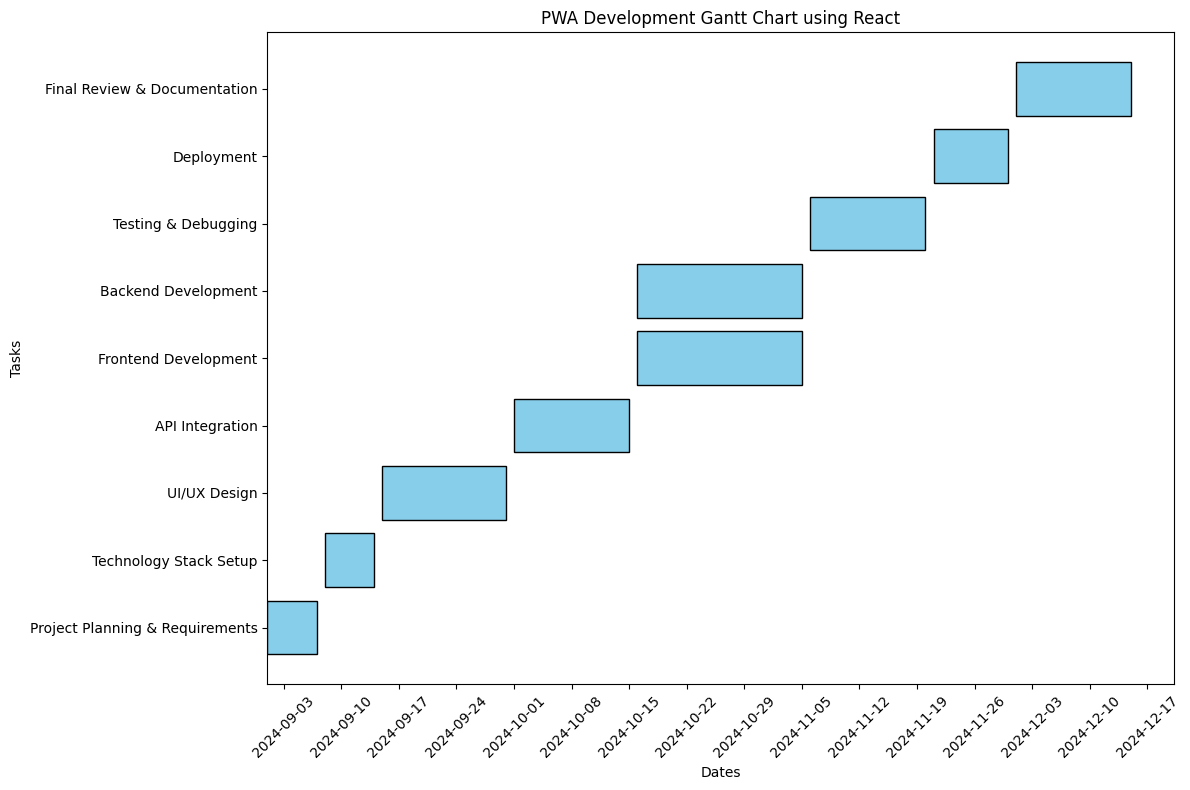 PWA Development Gantt Chart using React
Final Review & Documentation
Deployment
Testing & Debugging
Backend Development
Frontend Development
API Integration
UI/UX Design
Technology Stack Setup
Project Planning & Requirements
Tasks
2024-09-03
2024-09-10
2024-09-17
2024-09-24
2024-10-01
2024-10-08
2024-10-15
2024-10-22
2024-10-29
2024-11-05
2024-11-12
2024-11-19
2024-11-26
2024-12-03
2024-12-10
2024-12-17
Dates